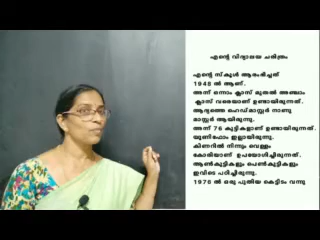 എന്റെ വിദ്യാലയ ചരിത്രം
എന്റെ സ്കൂൾ ആരംഭിച്ചത്
1948 ൽ ആണ്.
അന്ന് ഒന്നാം ക്ലാസ് മുതൽ അഞ്ചാം
ക്ലാസ് വരെയാണ് ഉണ്ടായിരുന്നത്.
ആദ്യത്തെ ഹെഡ്മാസ്റ്റർ നാണു
മാസ്റ്റർ ആയിരുന്നു.
അന്ന് 76 കുട്ടികളാണ് ഉണ്ടായിരുന്നത്.
യൂണിഫോം ഇല്ലായിരുന്നു.
കിണറിൽ നിന്നും വെള്ളം
കോരിയാണ് ഉപയോഗിച്ചിരുന്നത്.
ആൺകുട്ടികളും പെൺകുട്ടികളും
ഇവിടെ പഠിച്ചിരുന്നു.
1976 ൽ ഒരു പുതിയ കെട്ടിടം വന്നു